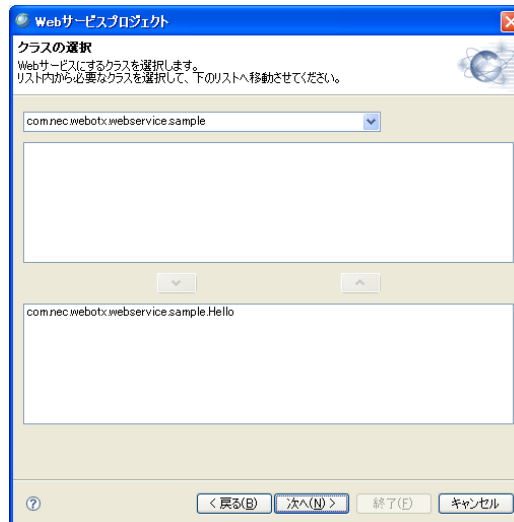 Webサービスプロジェクト
クラスの選択
Webサービスにするクラスを選択します。
リスト内から必要なクラスを選択して、下のリストへ移動させてください。
com.nec.webotx.webservice.sample
com.nec.webotx.webservice.sample.Hello
< 戻る(B)
次へ(N) >
終了(F)
キャンセル